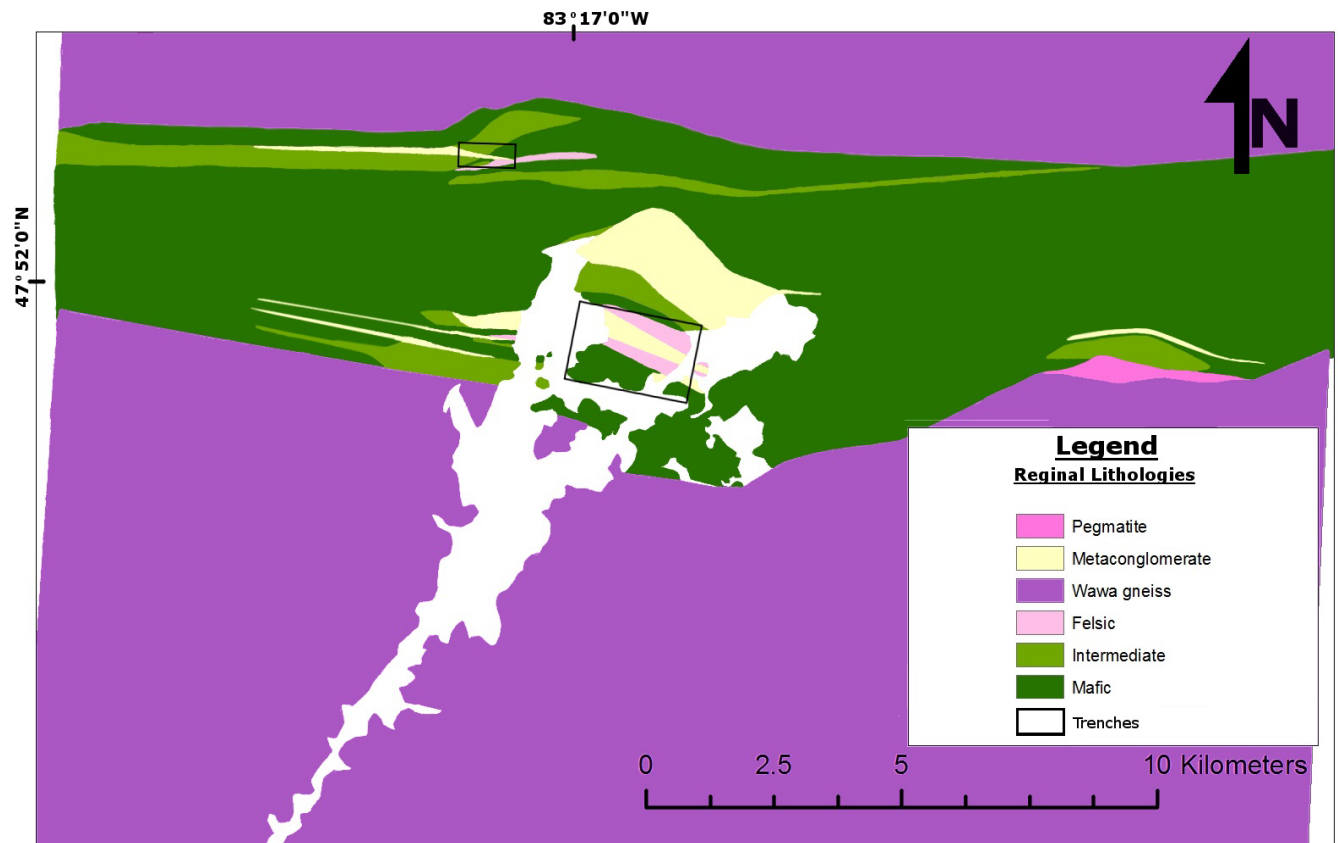 83°17'0"W
N
47°52'0"N
Legend
Reginal Lithologies
Pegmatite
Metaconglomerate
Wawa gneiss
Felsic
Intermediate
Mafic
Trenches
0 2.5 5 10 Kilometers